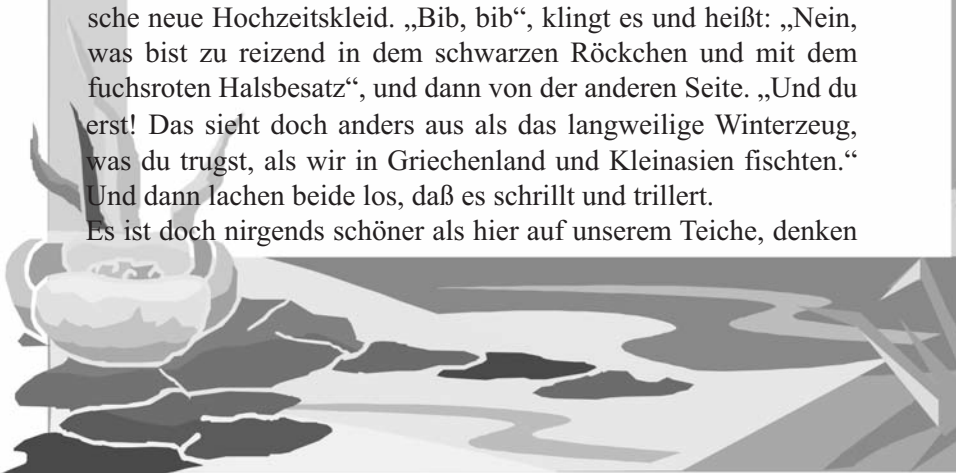 sche neue Hochzeitskleid. „Bib, bib“, klingt es und heißt: „Nein,
was bist zu reizend in dem schwarzen Röckchen und mit dem
fuchsroten Halsbesatz“, und dann von der anderen Seite. „Und du
erst! Das sieht doch anders aus als das langweilige Winterzeug,
was du trugst, als wir in Griechenland und Kleinasien fischten.“
Und dann lachen beide los, daß es schrillt und trillert.
Es ist doch nirgends schöner als hier auf unserem Teiche, denken